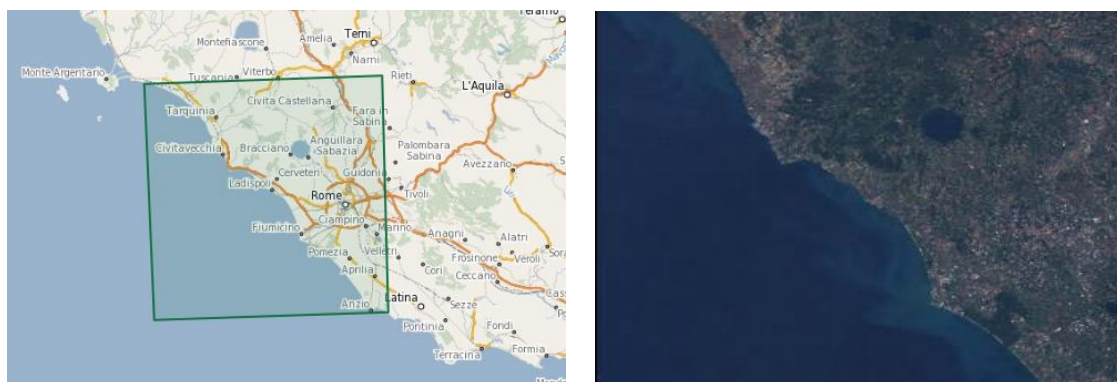 Teramo
Terni
Montefiascone
Amelia
Narni
Monte Argentario
Tuscania
Viterbo
Rieti
L'Aquila
Civita Castellana
Fara in
Sabina
Tarquinia
Palombara
Sabina
Civitavecchia
Bracciano
Anguillara
Sabazia
Avezzano
Cerveteri
Guidonia
Ladispoli
Rome
Tivoli
Fiumicino
Ciampino
Marino
Anagni
Alatri
Sora
Pomezia
Velletri
Frosinone
Veroli
Aprilia
Cori
Ceccano
Cass
Anzio
Latina
Sezze
Pontinia
Fondi
Formia
Terracina